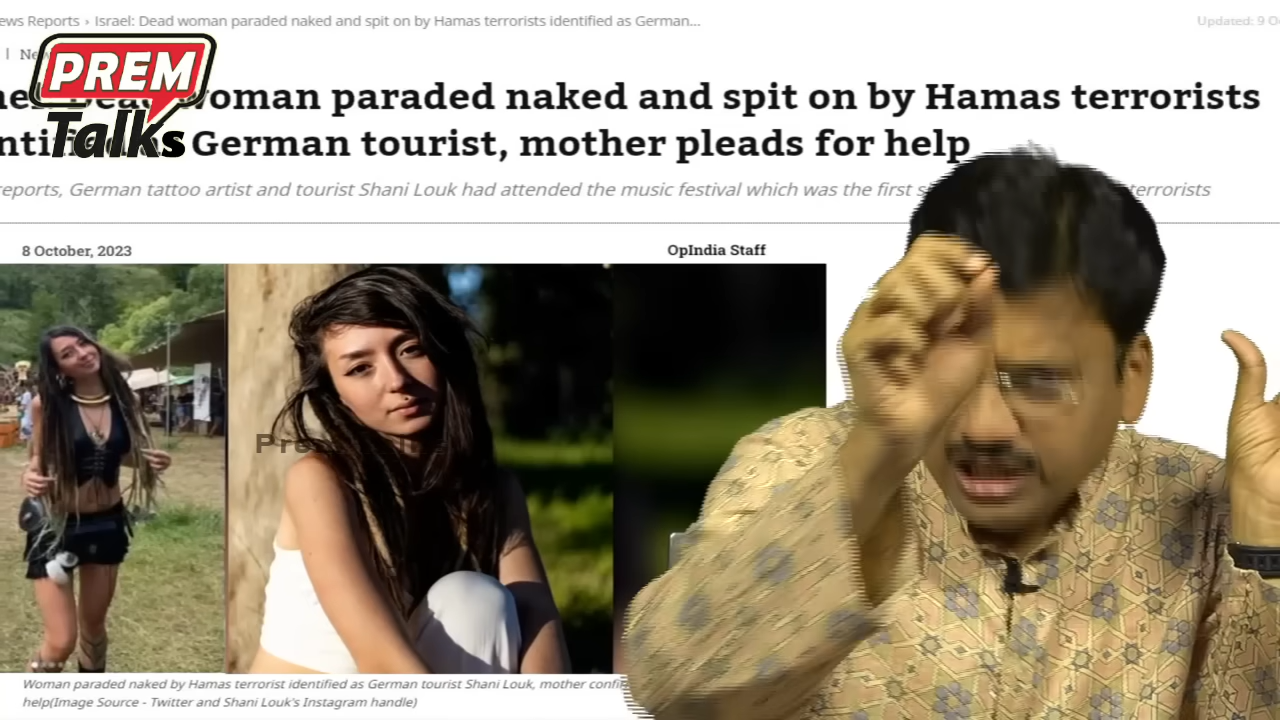 ews Reports › Israel: Dead woman paraded naked and spit on by Hamas terrorists identified as German...
Updated: 9 O
PREM
Talks
woman paraded naked and spit on by Hamas terrorists
German tourist, mother pleads for help
reports, German tattoo artist and tourist Shani Louk had attended the music festival which was the first terrorists
8 October, 2023
OpIndia Staff
Woman paraded naked by Hamas terrorist identified as German tourist Shani Louk, mother
help(Image Source - Twitter and Shani Louk's Instagram handle)